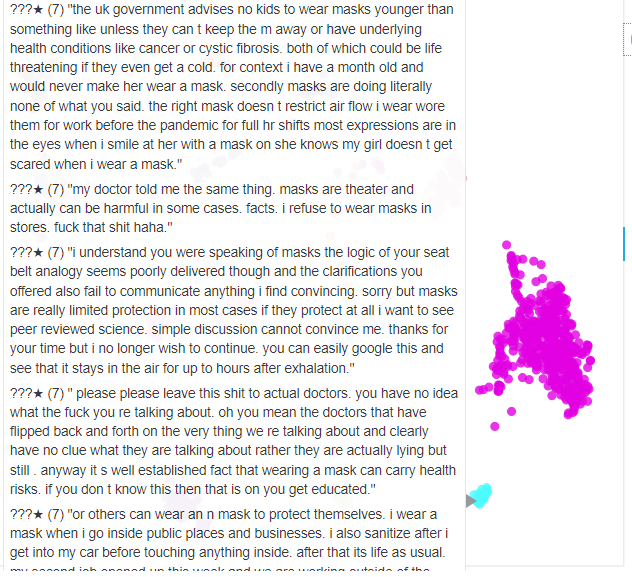 ???★ (7) "the uk government advises no kids to wear masks younger than
something like unless they can t keep the m away or have underlying
health conditions like cancer or cystic fibrosis. both of which could be life
threatening if they even get a cold. for context i have a month old and
would never make her wear a mask. secondly masks are doing literally
none of what you said. the right mask doesn t restrict air flow i wear wore
them for work before the pandemic for full hr shifts most expressions are in
the eyes when i smile at her with a mask on she knows my girl doesn t get
scared when i wear a mask."
???★ (7) "my doctor told me the same thing. masks are theater and
actually can be harmful in some cases. facts. i refuse to wear masks in
stores. fuck that shit haha."
???★ (7) "i understand you were speaking of masks the logic of your seat
belt analogy seems poorly delivered though and the clarifications you
offered also fail to communicate anything i find convincing. sorry but masks
are really limited protection in most cases if they protect at all i want to see
peer reviewed science. simple discussion cannot convince me. thanks for
your time but i no longer wish to continue. you can easily google this and
see that it stays in the air for up to hours after exhalation."
???★ (7) " please please leave this shit to actual doctors. you have no idea
what the fuck you re talking about. oh you mean the doctors that have
flipped back and forth on the very thing we re talking about and clearly
have no clue what they are talking about rather they are actually lying but
still . anyway it s well established fact that wearing a mask can carry health
risks. if you don t know this then that is on you get educated."
???★ (7) "or others can wear an n mask to protect themselves. i wear a
mask when i go inside public places and businesses. i also sanitize after i
get into my car before touching anything inside. after that its life as usual.
my second job opened up this week and we are working outside of the